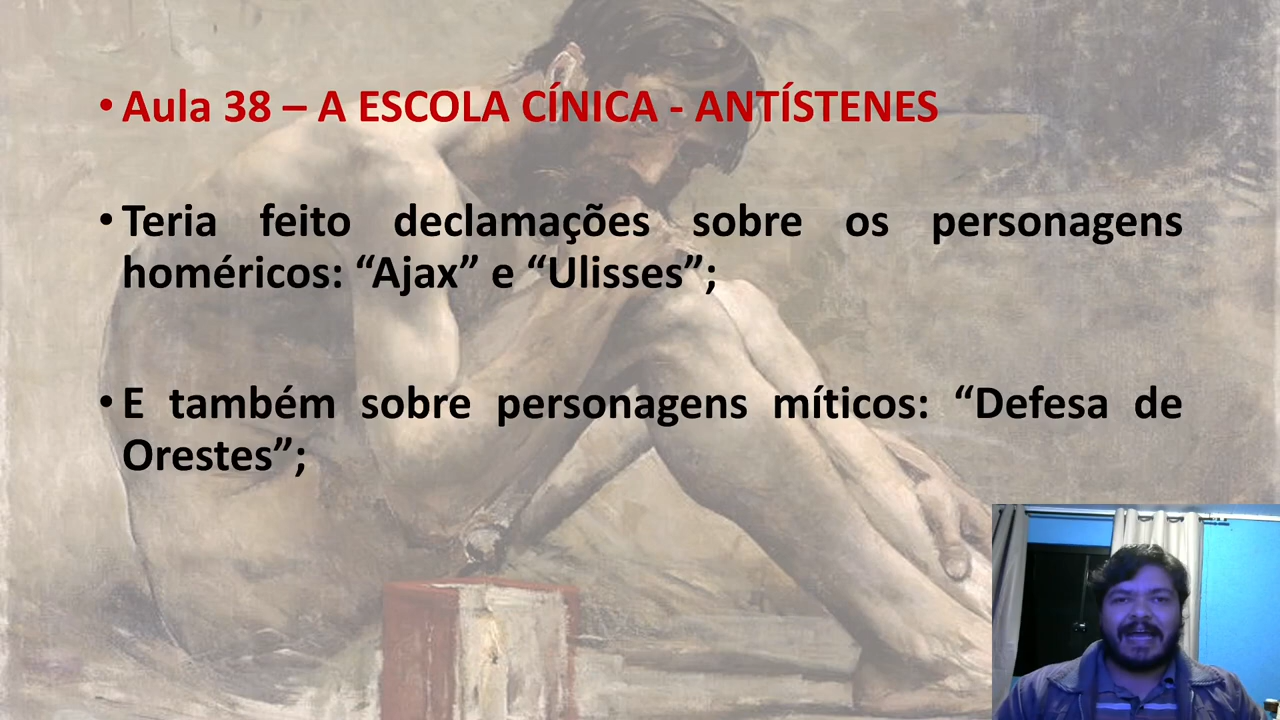 • Aula 38 – A ESCOLA CÍNICA - ANTÍSTENES
• Teria feito declamações sobre os personagens
homéricos: “Ajax” e “Ulisses”;
• E também sobre personagens míticos: “Defesa de
Orestes”;